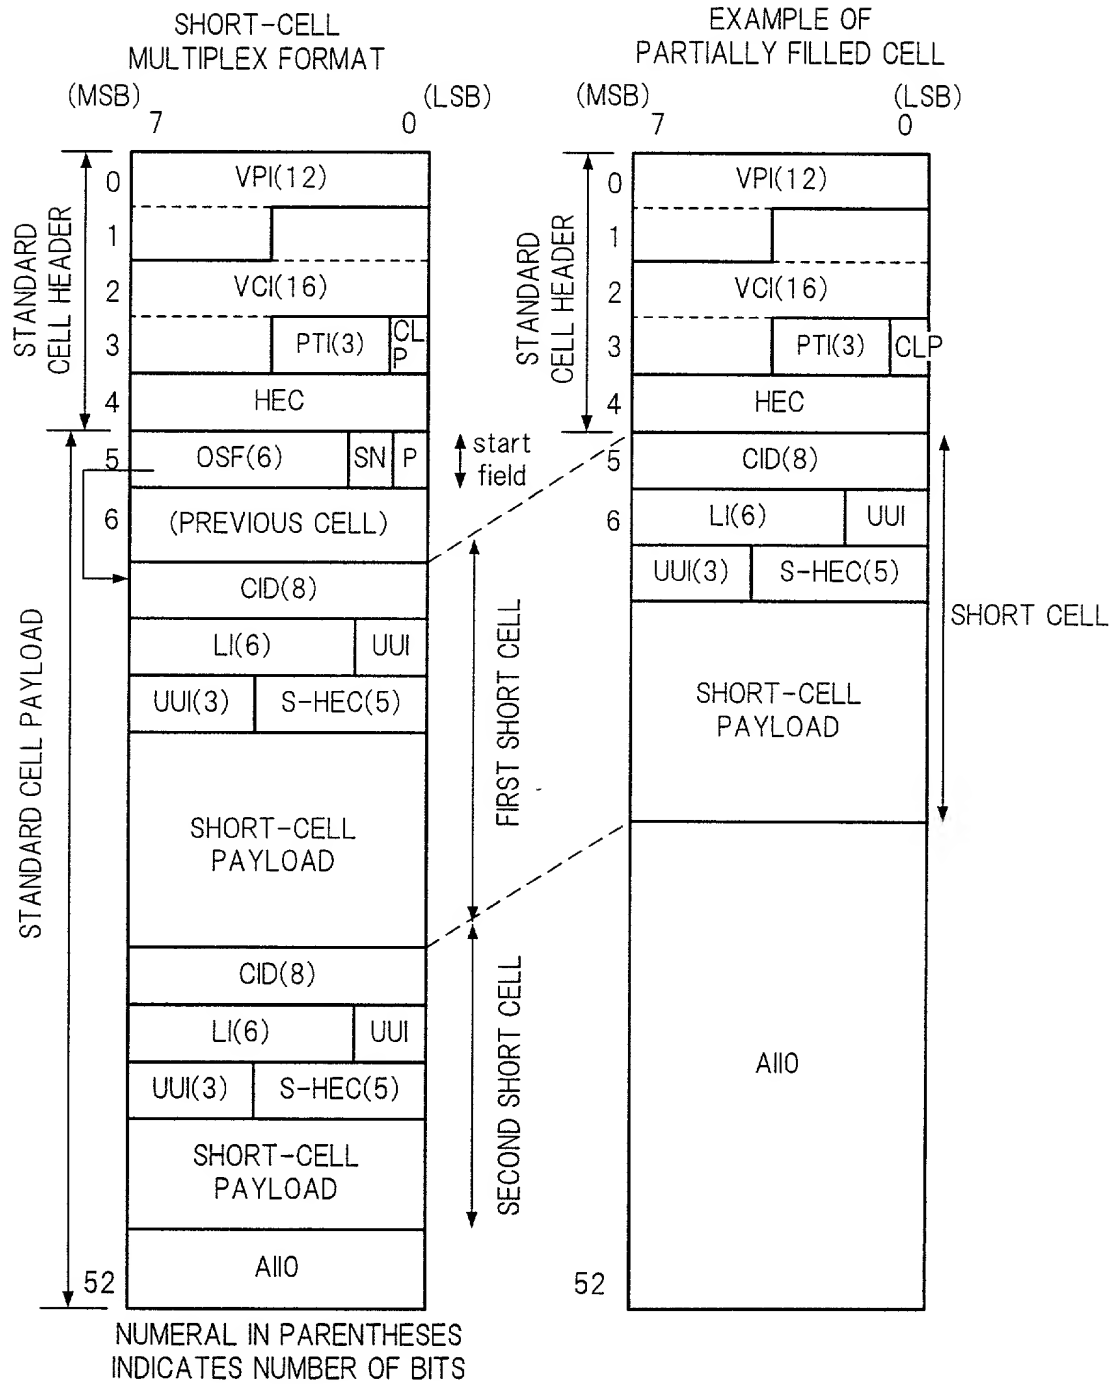 SHORT-CELL
MULTIPLEX FORMAT
(MSB)
7
(LSB)
0
STANDARD
CELL HEADER
0
VPI(12)
1
2
VCI(16)
3
PTI(3)
CL
P
4
HEC
STANDARD CELL PAYLOAD
5
OSF(6)
SN
P
start
field
6
(PREVIOUS CELL)
CID(8)
LI(6)
UUI
UUI(3)
S-HEC(5)
SHORT-CELL
PAYLOAD
FIRST SHORT CELL
CID(8)
LI(6)
UUI
UUI(3)
S-HEC(5)
SHORT-CELL
PAYLOAD
SECOND SHORT CELL
All0
52
NUMERAL IN PARENTHESES
INDICATES NUMBER OF BITS
EXAMPLE OF
PARTIALLY FILLED CELL
(MSB)
7
(LSB)
0
STANDARD
CELL HEADER
0
VPI(12)
1
2
VCI(16)
3
PTI(3)
CLP
4
HEC
5
CID(8)
6
LI(6)
UUI
UUI(3)
S-HEC(5)
SHORT-CELL
PAYLOAD
SHORT CELL
All0
52